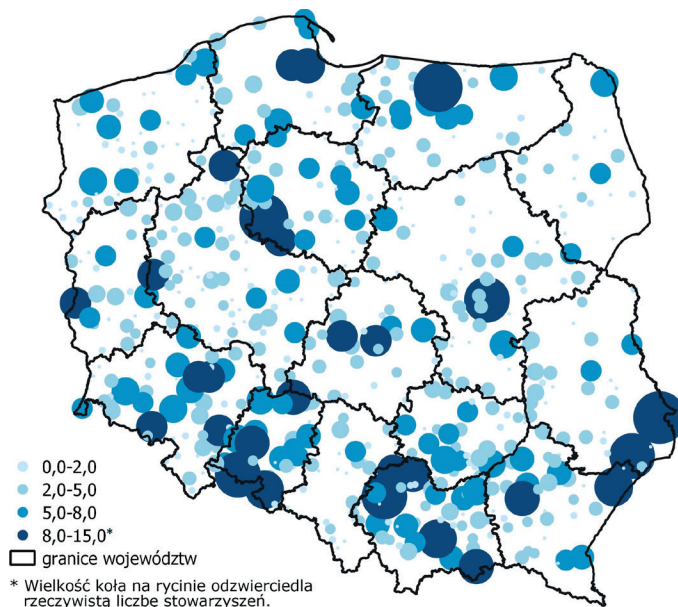 0,0-2,0
2,0-5,0
5,0-8,0
8,0-15,0*
granice województw
* Wielkość koła na rycinie odzwierciedla
rzeczywistą liczbę stowarzyszeń.